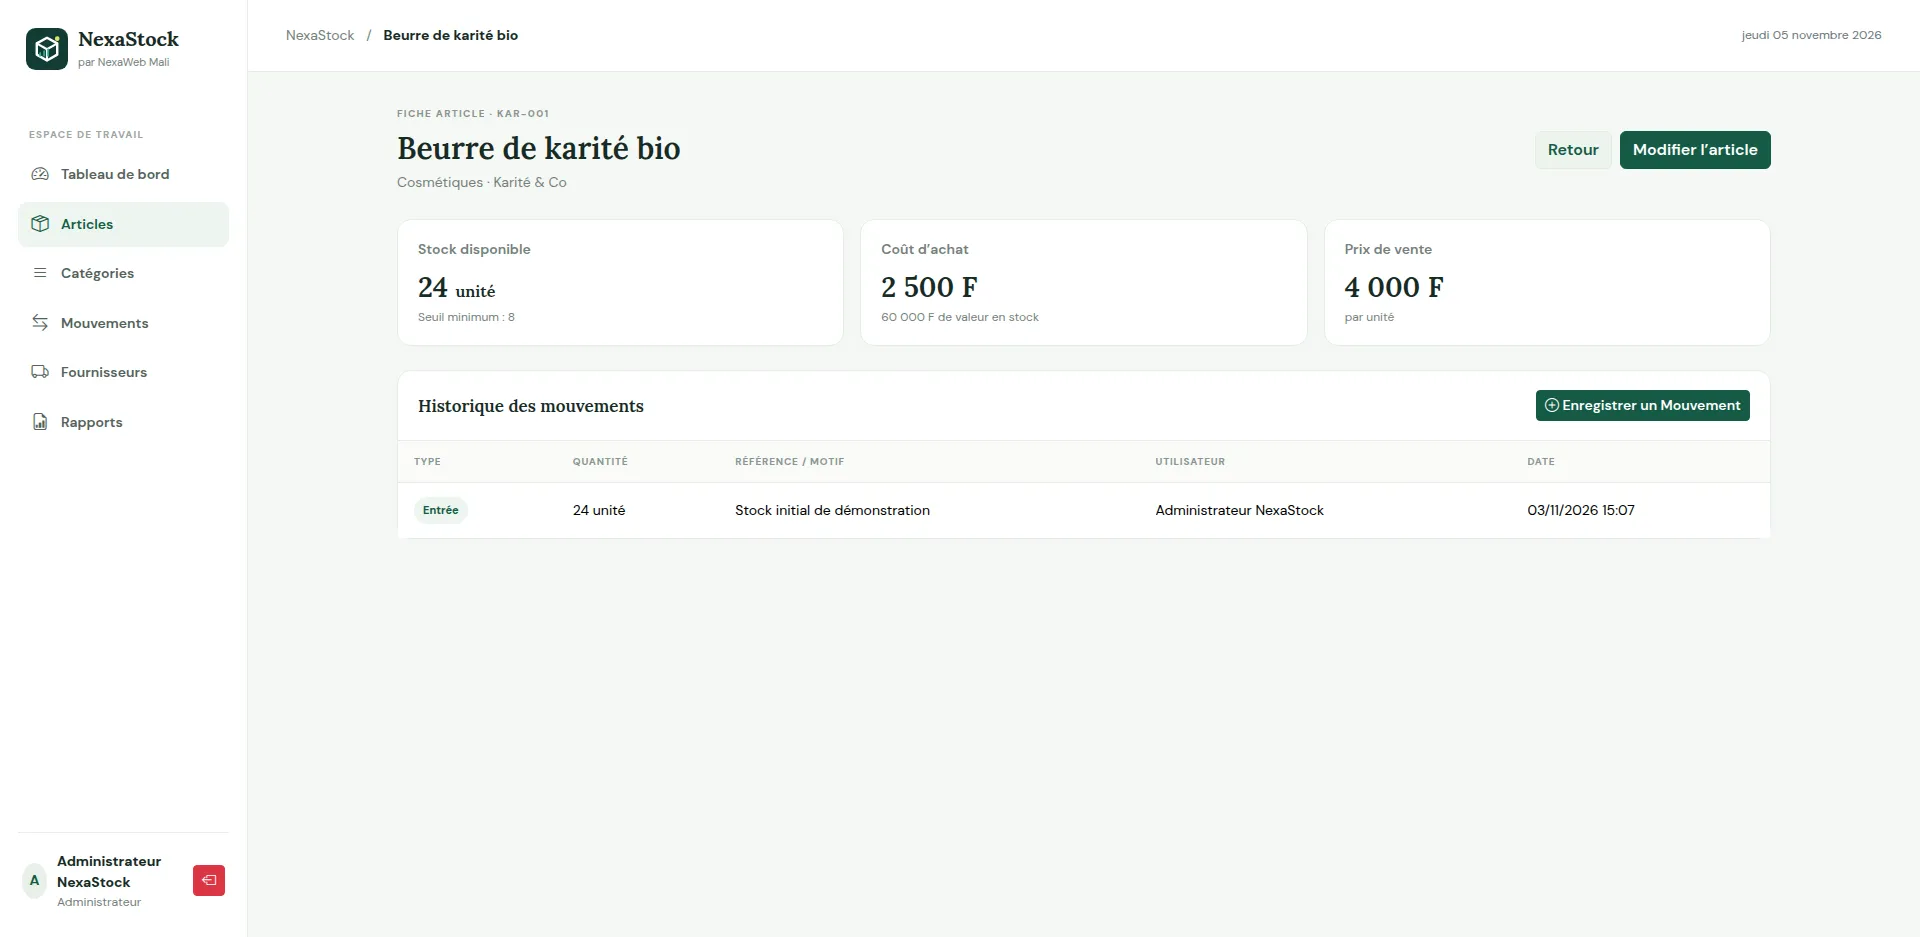 NexaStock
par NexaWeb Mali
ESPACE DE TRAVAIL
Tableau de bord
Articles
Catégories
Mouvements
Fournisseurs
Rapports
A
Administrateur
NexaStock
Administrateur
NexaStock / Beurre de karité bio
jeudi 05 novembre 2026
FICHE ARTICLE · KAR-001
Beurre de karité bio
Cosmétiques · Karité & Co
Retour
Modifier l’article
Stock disponible
24 unité
Seuil minimum : 8
Coût d’achat
2 500 F
60 000 F de valeur en stock
Prix de vente
4 000 F
par unité
Historique des mouvements
Enregistrer un Mouvement
TYPE QUANTITÉ RÉFÉRENCE / MOTIF UTILISATEUR DATE
Entrée 24 unité Stock initial de démonstration Administrateur NexaStock 03/11/2026 15:07